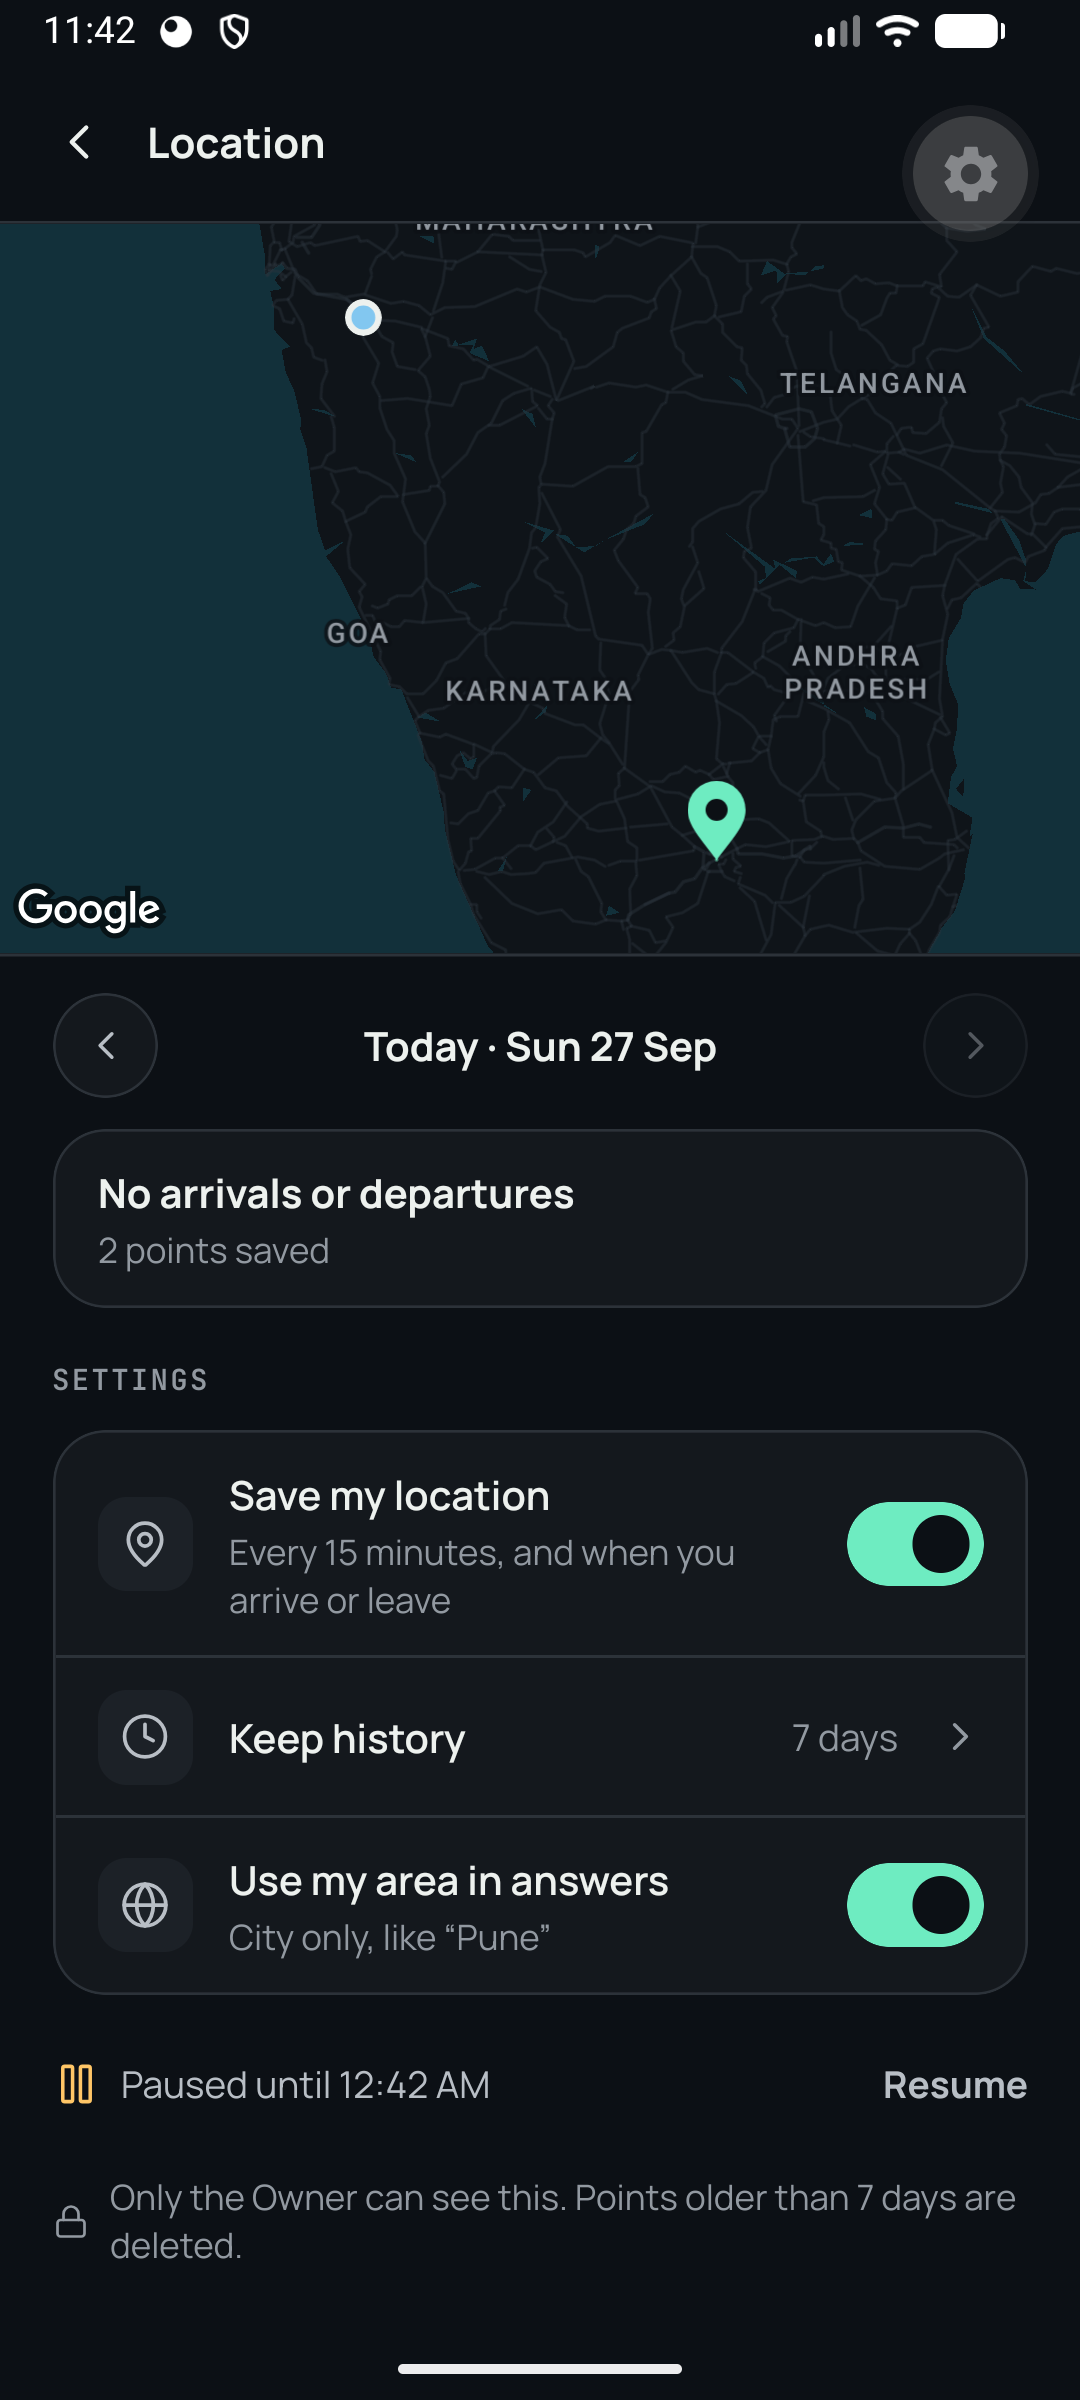 11:42
Location
MAHARASHTRA
TELANGANA
GOA
KARNATAKA
ANDHRA
PRADESH
Google
Today · Sun 27 Sep
No arrivals or departures
2 points saved
SETTINGS
Save my location
Every 15 minutes, and when you
arrive or leave
Keep history
7 days
Use my area in answers
City only, like “Pune”
Paused until 12:42 AM
Resume
Only the Owner can see this. Points older than 7 days are
deleted.